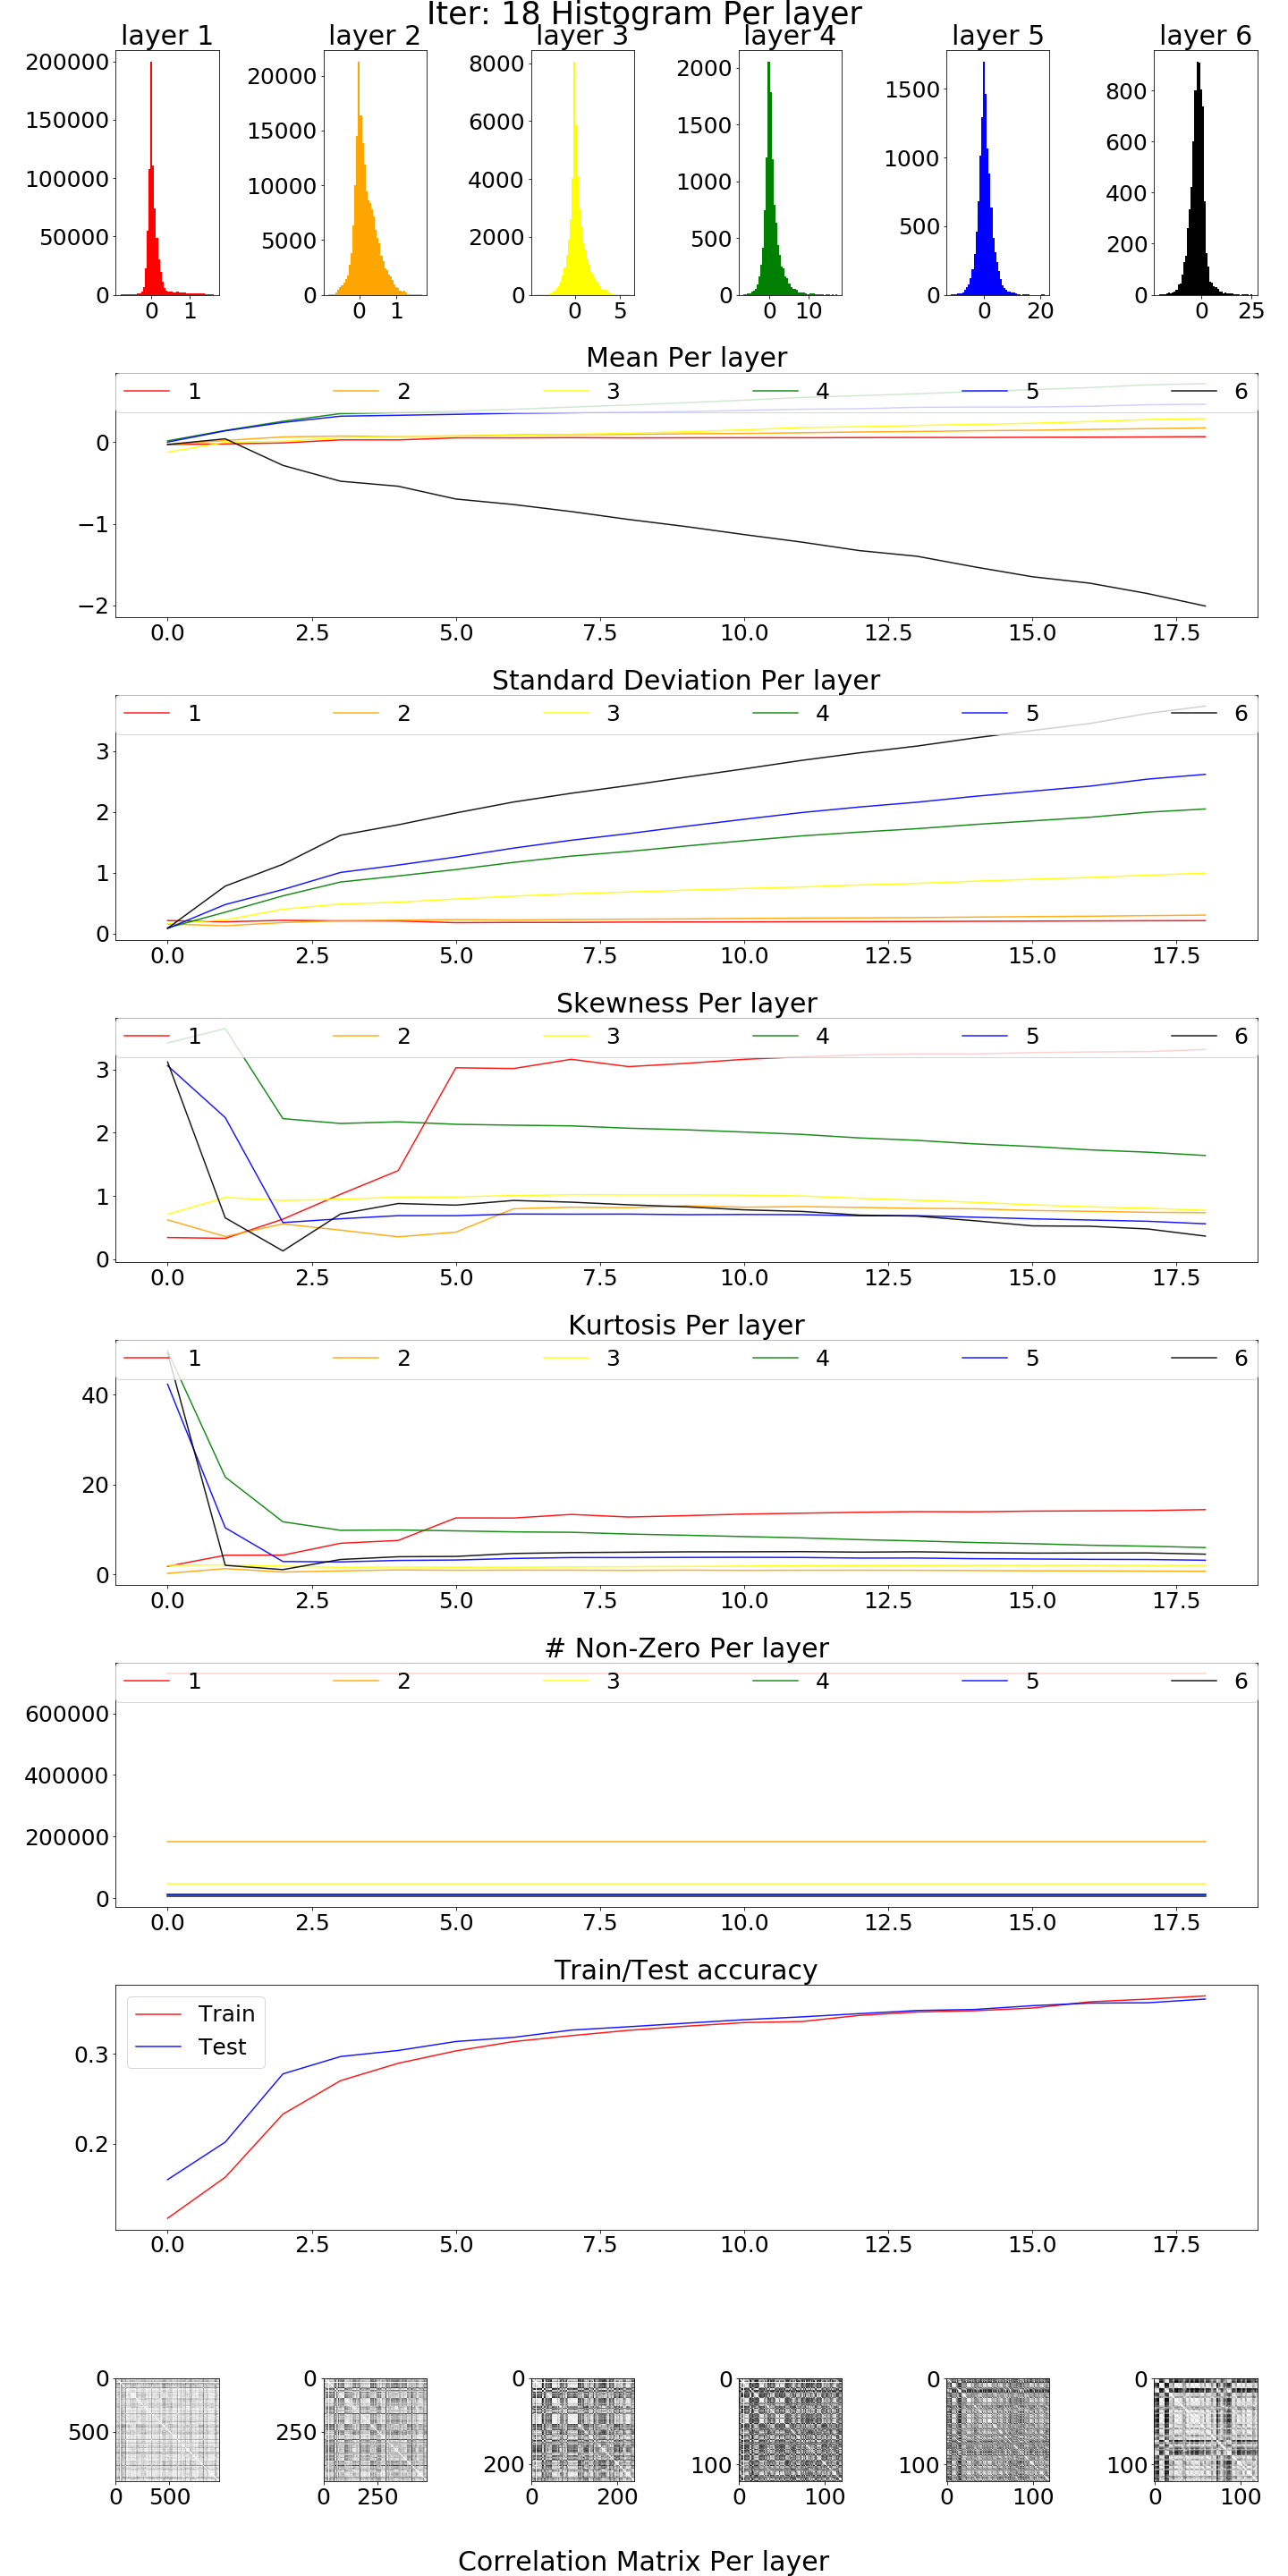 Iter: 18 Histogram Per layer
layer 1 layer 2 layer 3 layer 4 layer 5 layer 6
200000 150000 100000 50000 0
0 1
20000 15000 10000 5000 0
0 1
8000 6000 4000 2000 0
0 5
2000 1500 1000 500 0
0 10
1500 1000 500 0
0 20
800 600 400 200 0
0 25
Mean Per layer
1 2 3 4 5 6
0
−1
−2
0.0 2.5 5.0 7.5 10.0 12.5 15.0 17.5
Standard Deviation Per layer
1 2 3 4 5 6
3
2
1
0
0.0 2.5 5.0 7.5 10.0 12.5 15.0 17.5
Skewness Per layer
1 2 3 4 5 6
3
2
1
0
0.0 2.5 5.0 7.5 10.0 12.5 15.0 17.5
Kurtosis Per layer
1 2 3 4 5 6
40
20
0
0.0 2.5 5.0 7.5 10.0 12.5 15.0 17.5
# Non-Zero Per layer
1 2 3 4 5 6
600000
400000
200000
0
0.0 2.5 5.0 7.5 10.0 12.5 15.0 17.5
Train/Test accuracy
Train
Test
0.3
0.2
0.0 2.5 5.0 7.5 10.0 12.5 15.0 17.5
0 500
0 500
0 250
0 250
0 200
0 200
0 100
0 100
0 100
0 100
0 100
0 100
Correlation Matrix Per layer